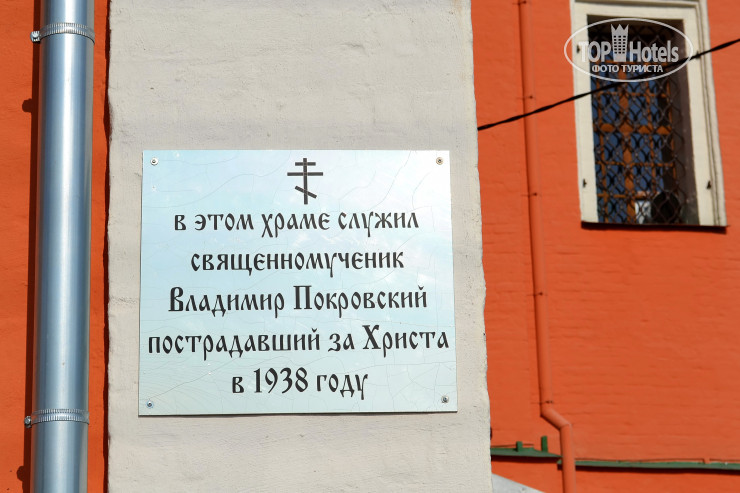 TOP Hotels
ФОТО ТУРИСТА
в этом храме служил
священномученик
Владимир Покровский
пострадавший за Христа
в 1938 году